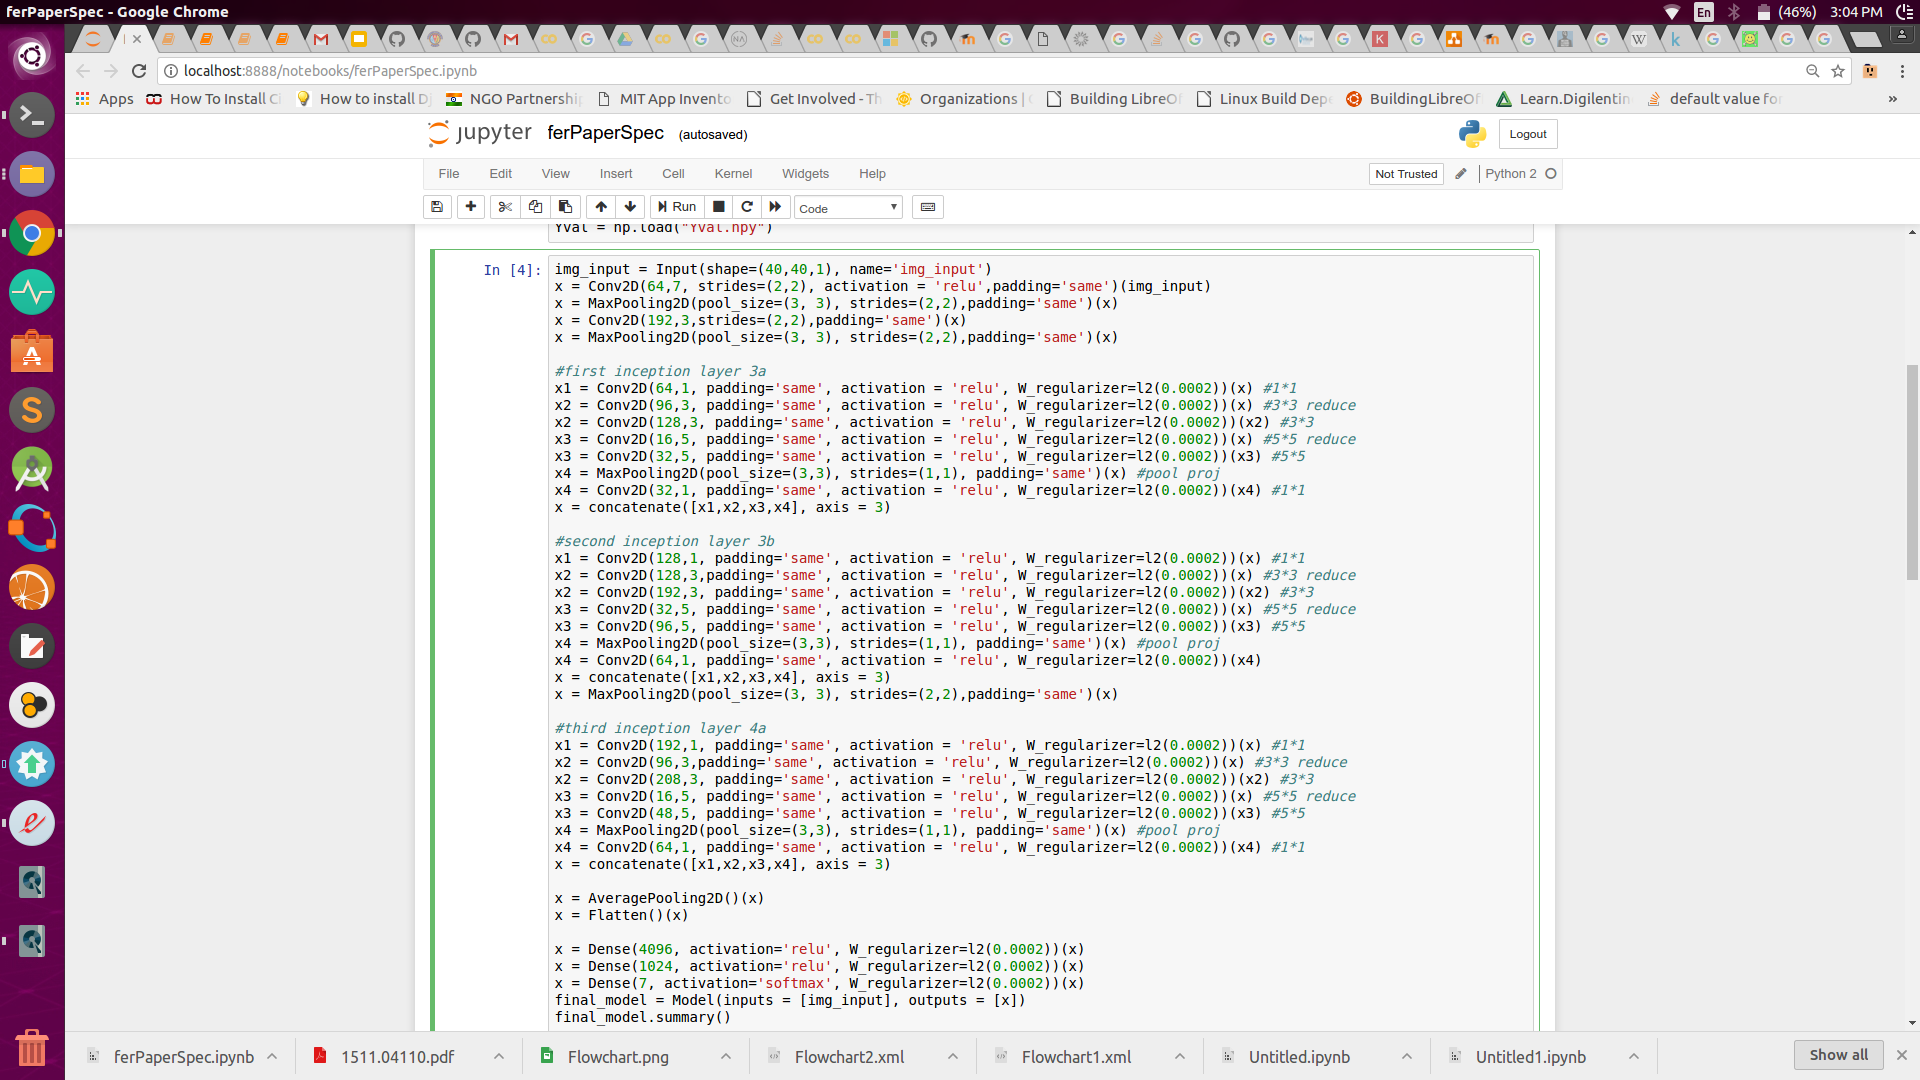 ferPaperSpec - Google Chrome
En
(46%)
3:04 PM
localhost:8888/notebooks/ferPaperSpec.ipynb
Apps
How To Install C
How to install D
NGO Partnership
MIT App Invento
Get Involved - Th
Organizations |
Building LibreOf
Linux Build Depe
BuildingLibreOf
Learn.Digilentin
default value for
»
jupyter
ferPaperSpec
(autosaved)
Logout
File
Edit
View
Insert
Cell
Kernel
Widgets
Help
Not Trusted
Python 2
Run
Code
Yval = np.load("Yval.npy")
In [4]:
img_input = Input(shape=(40,40,1), name='img_input')
x = Conv2D(64,7, strides=(2,2), activation = 'relu',padding='same')(img_input)
x = MaxPooling2D(pool_size=(3, 3), strides=(2,2),padding='same')(x)
x = Conv2D(192,3,strides=(2,2),padding='same')(x)
x = MaxPooling2D(pool_size=(3, 3), strides=(2,2),padding='same')(x)
#first inception layer 3a
x1 = Conv2D(64,1, padding='same', activation = 'relu', W_regularizer=l2(0.0002))(x) #1*1
x2 = Conv2D(96,3, padding='same', activation = 'relu', W_regularizer=l2(0.0002))(x) #3*3 reduce
x2 = Conv2D(128,3, padding='same', activation = 'relu', W_regularizer=l2(0.0002))(x2) #3*3
x3 = Conv2D(16,5, padding='same', activation = 'relu', W_regularizer=l2(0.0002))(x) #5*5 reduce
x3 = Conv2D(32,5, padding='same', activation = 'relu', W_regularizer=l2(0.0002))(x3) #5*5
x4 = MaxPooling2D(pool_size=(3,3), strides=(1,1), padding='same')(x) #pool proj
x4 = Conv2D(32,1, padding='same', activation = 'relu', W_regularizer=l2(0.0002))(x4) #1*1
x = concatenate([x1,x2,x3,x4], axis = 3)
#second inception layer 3b
x1 = Conv2D(128,1, padding='same', activation = 'relu', W_regularizer=l2(0.0002))(x) #1*1
x2 = Conv2D(128,3,padding='same', activation = 'relu', W_regularizer=l2(0.0002))(x) #3*3 reduce
x2 = Conv2D(192,3, padding='same', activation = 'relu', W_regularizer=l2(0.0002))(x2) #3*3
x3 = Conv2D(32,5, padding='same', activation = 'relu', W_regularizer=l2(0.0002))(x) #5*5 reduce
x3 = Conv2D(96,5, padding='same', activation = 'relu', W_regularizer=l2(0.0002))(x3) #5*5
x4 = MaxPooling2D(pool_size=(3,3), strides=(1,1), padding='same')(x) #pool proj
x4 = Conv2D(64,1, padding='same', activation = 'relu', W_regularizer=l2(0.0002))(x4)
x = concatenate([x1,x2,x3,x4], axis = 3)
x = MaxPooling2D(pool_size=(3, 3), strides=(2,2),padding='same')(x)
#third inception layer 4a
x1 = Conv2D(192,1, padding='same', activation = 'relu', W_regularizer=l2(0.0002))(x) #1*1
x2 = Conv2D(96,3,padding='same', activation = 'relu', W_regularizer=l2(0.0002))(x) #3*3 reduce
x2 = Conv2D(208,3, padding='same', activation = 'relu', W_regularizer=l2(0.0002))(x2) #3*3
x3 = Conv2D(16,5, padding='same', activation = 'relu', W_regularizer=l2(0.0002))(x) #5*5 reduce
x3 = Conv2D(48,5, padding='same', activation = 'relu', W_regularizer=l2(0.0002))(x3) #5*5
x4 = MaxPooling2D(pool_size=(3,3), strides=(1,1), padding='same')(x) #pool proj
x4 = Conv2D(64,1, padding='same', activation = 'relu', W_regularizer=l2(0.0002))(x4) #1*1
x = concatenate([x1,x2,x3,x4], axis = 3)
x = AveragePooling2D()(x)
x = Flatten()(x)
x = Dense(4096, activation='relu', W_regularizer=l2(0.0002))(x)
x = Dense(1024, activation='relu', W_regularizer=l2(0.0002))(x)
x = Dense(7, activation='softmax', W_regularizer=l2(0.0002))(x)
final_model = Model(inputs = [img_input], outputs = [x])
final_model.summary()
ferPaperSpec.ipynb
1511.04110.pdf
Flowchart.png
Flowchart2.xml
Flowchart1.xml
Untitled.ipynb
Untitled1.ipynb
Show all